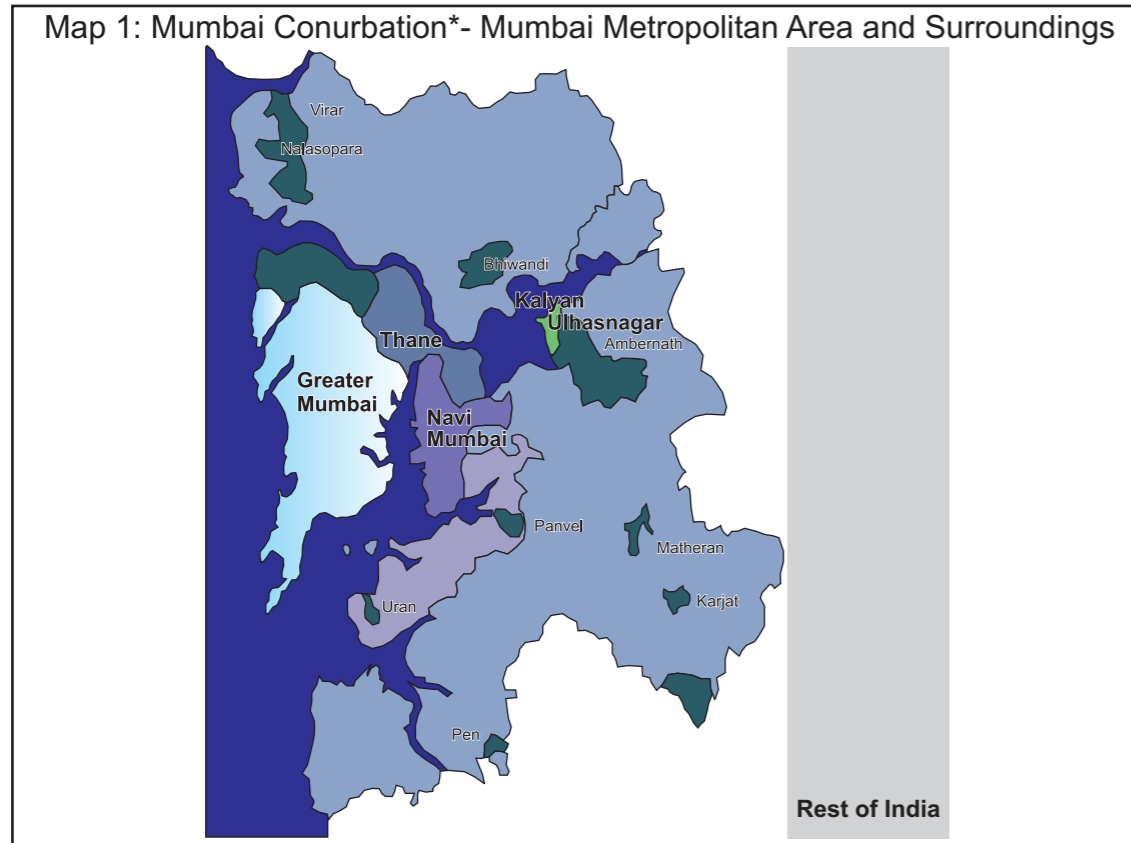 Map 1: Mumbai Conurbation*- Mumbai Metropolitan Area and Surroundings
Virar
Nalasopara
Bhiwandi
Kalyan
Ulhasnagar
Ambernath
Thane
Greater
Mumbai
Navi
Mumbai
Panvel
Matheran
Karjat
Uran
Pen
Rest of India